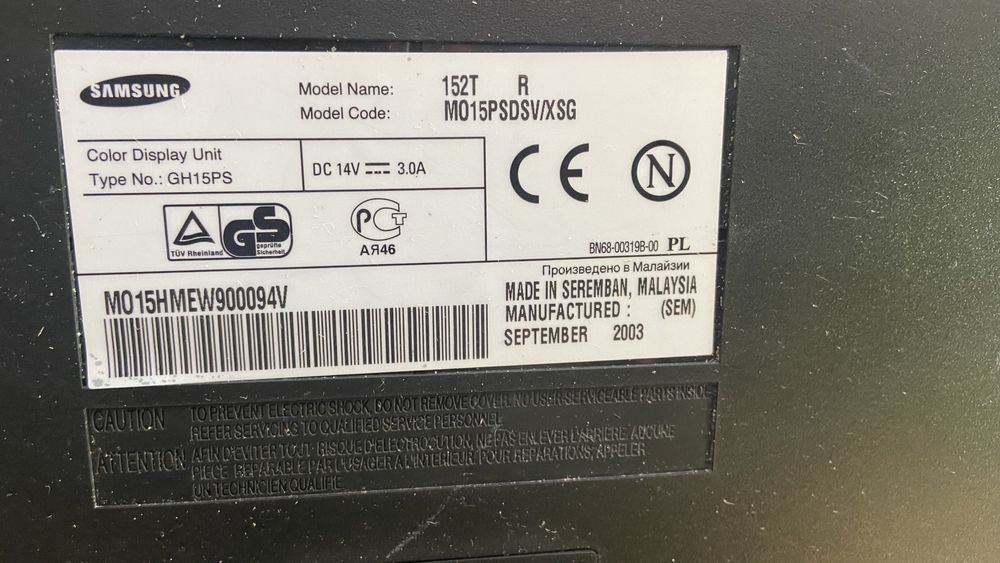 SAMSUNG
Model Name: 152T R
Model Code: MO15PSDSV/XSG
Color Display Unit
Type No.: GH15PS
DC 14V 3.0A
CE
N
TÜV Rheinland
GS
geprüfte
Sicherheit
РСТ
АЯ46
BN68-00319B-00 PL
MO15HMEW900094V
Произведено в Малайзии
MADE IN SEREMBAN, MALAYSIA
MANUFACTURED : (SEM)
SEPTEMBER 2003
CAUTION TO PREVENT ELECTRIC SHOCK, DO NOT REMOVE COVER. NO USER-SERVICEABLE PARTS INSIDE
REFER SERVICING TO QUALIFIED SERVICE PERSONNEL
ATTENTION AFIN D'EVITER TOUT RISQUE D'ELECTROCUTION, NE PAS ENLEVER L'ARRIERE. AUCUNE
PIECE REPARABLE PAR L'USAGER A L'INTERIEUR. POUR REPARATIONS, APPELER
UN TECHNICIEN QUALIFIE